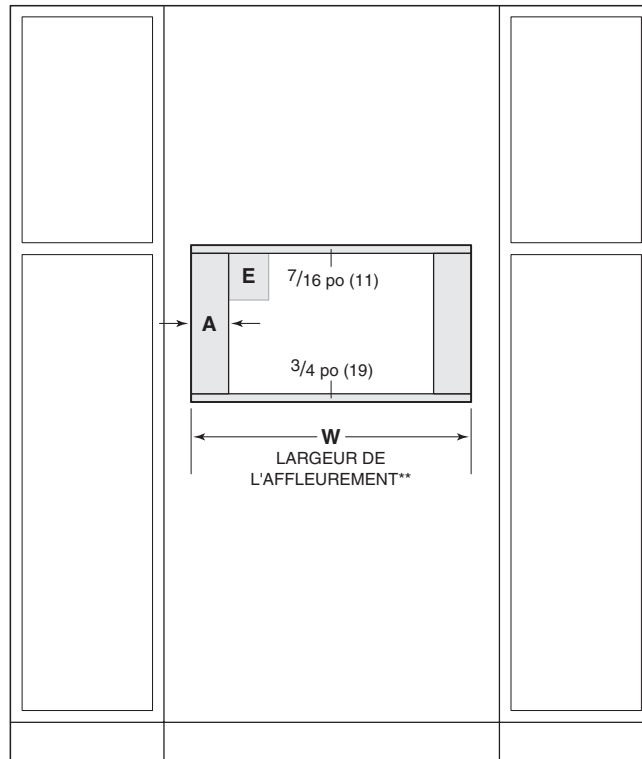 E
7/16 po (11)
A
3/4 po (19)
W
LARGEUR DE
L'AFFLEUREMENT**